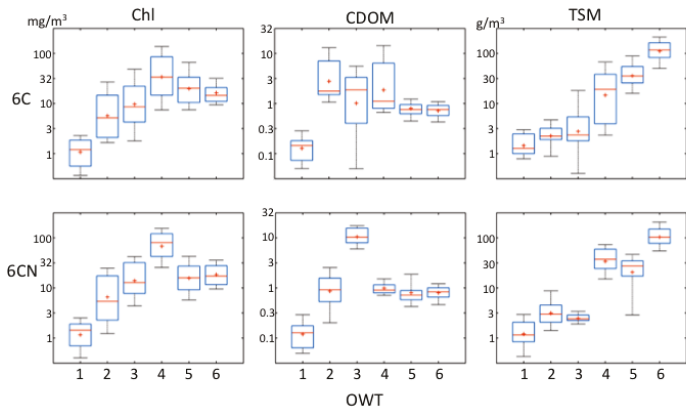 Chl CDOM TSM
mg/m³ g/m³
6C
100 12 100
32 32
3
10 10
1
3 0.3 3
1 0.1 1
6CN
32
100 10 100
30 3 30
10 1 10
3 0.3 3
1 0.1 1
1 2 3 4 5 6 1 2 3 4 5 6 1 2 3 4 5 6
OWT